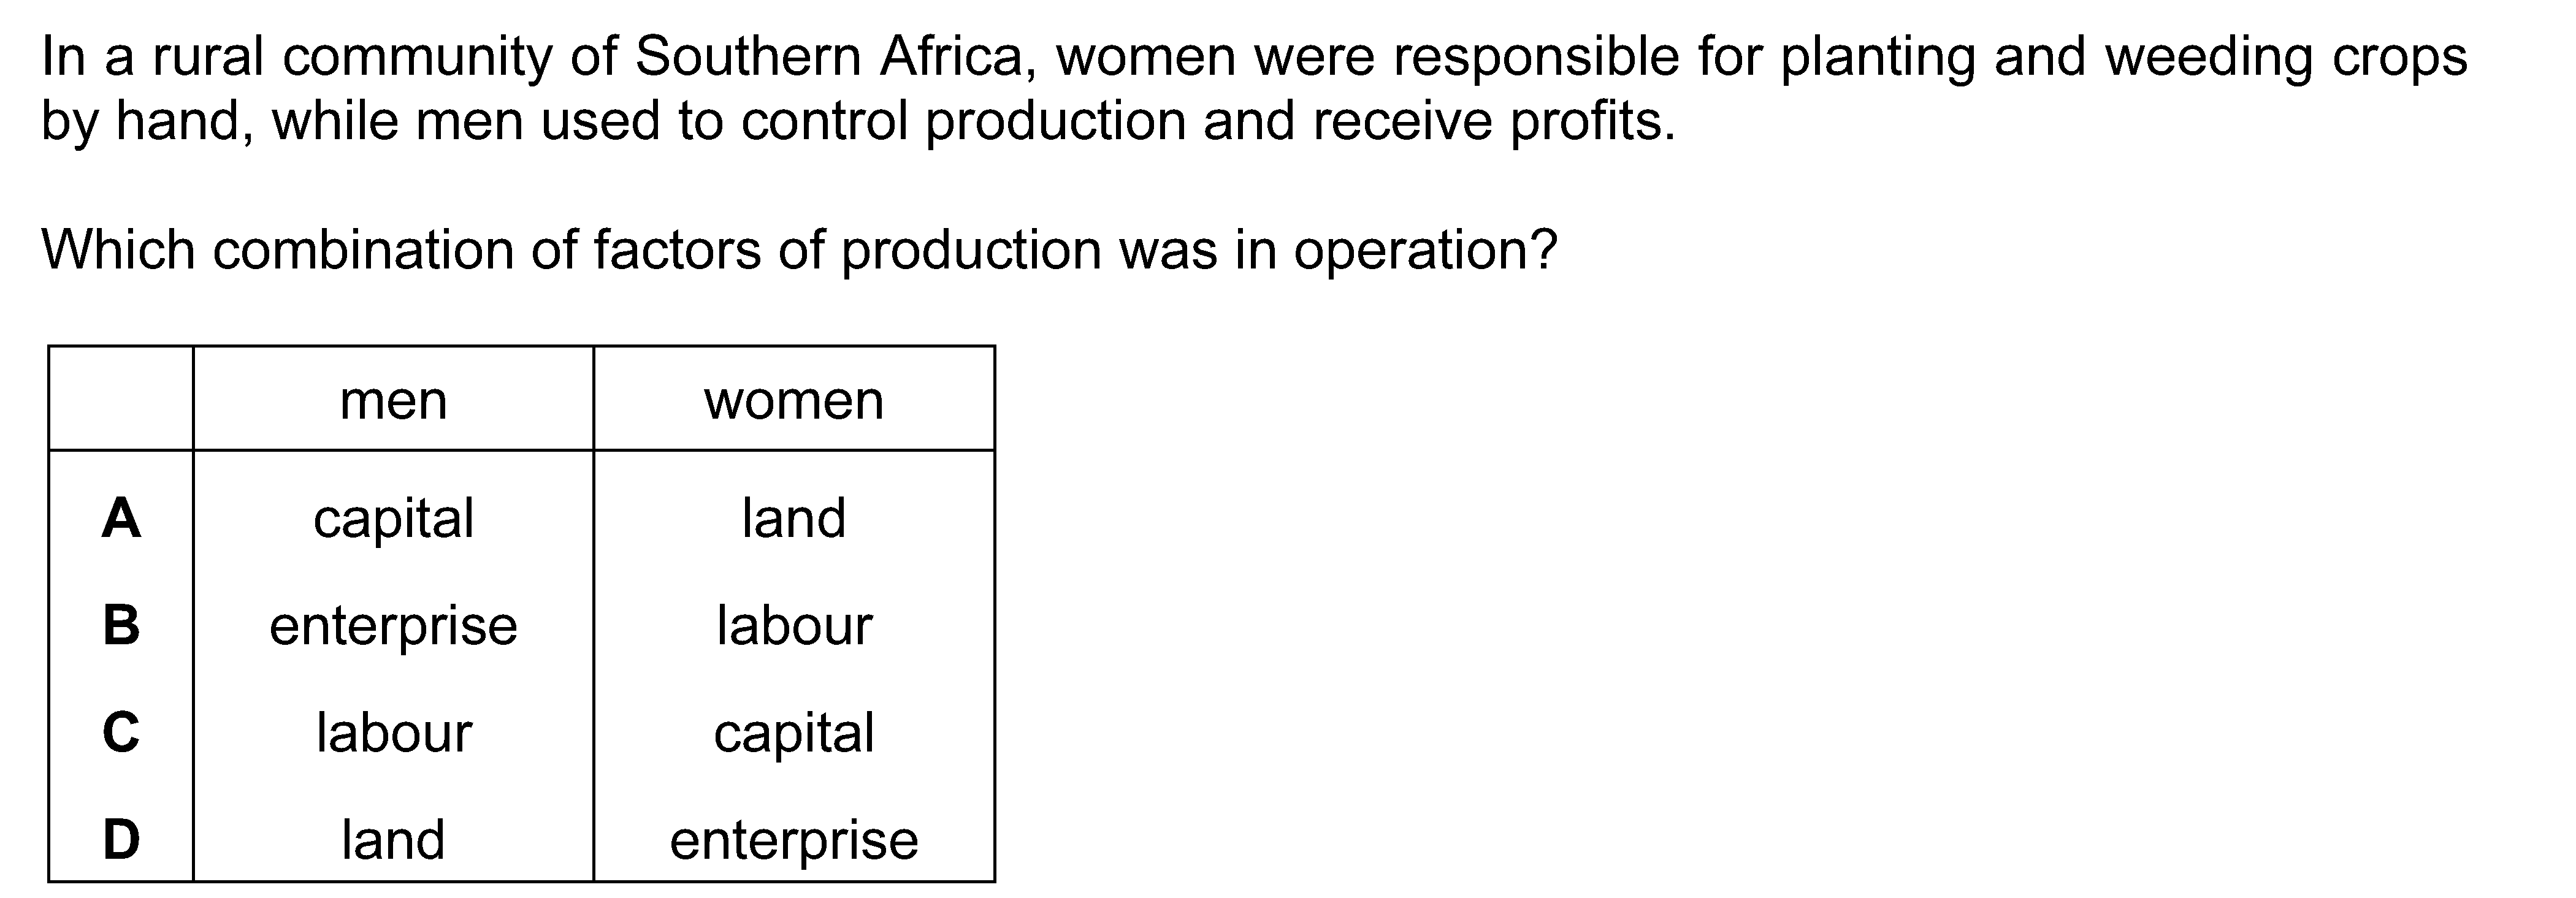 In a rural community of Southern Africa, women were responsible for planting and weeding crops
by hand, while men used to control production and receive profits.
Which combination of factors of production was in operation?
men women
A capital land
B enterprise labour
C labour capital
D land enterprise